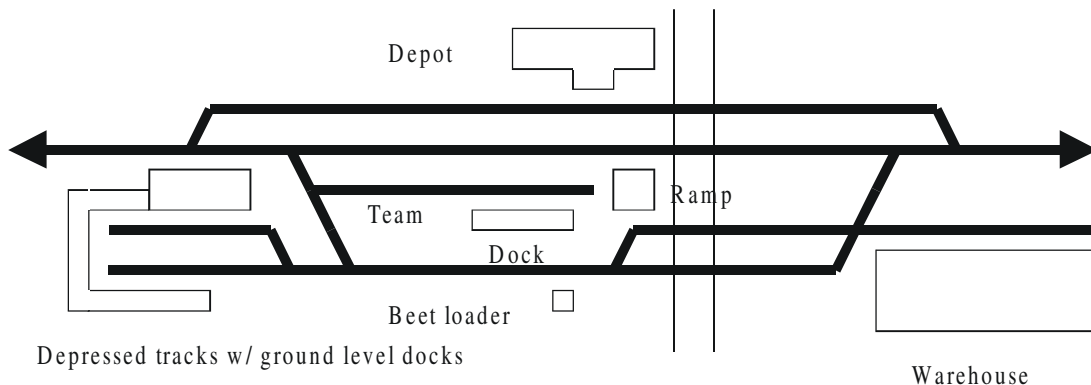 Depot
Ramp
Team
Dock
Beet loader
Depressed tracks w/ ground level docks
Warehouse